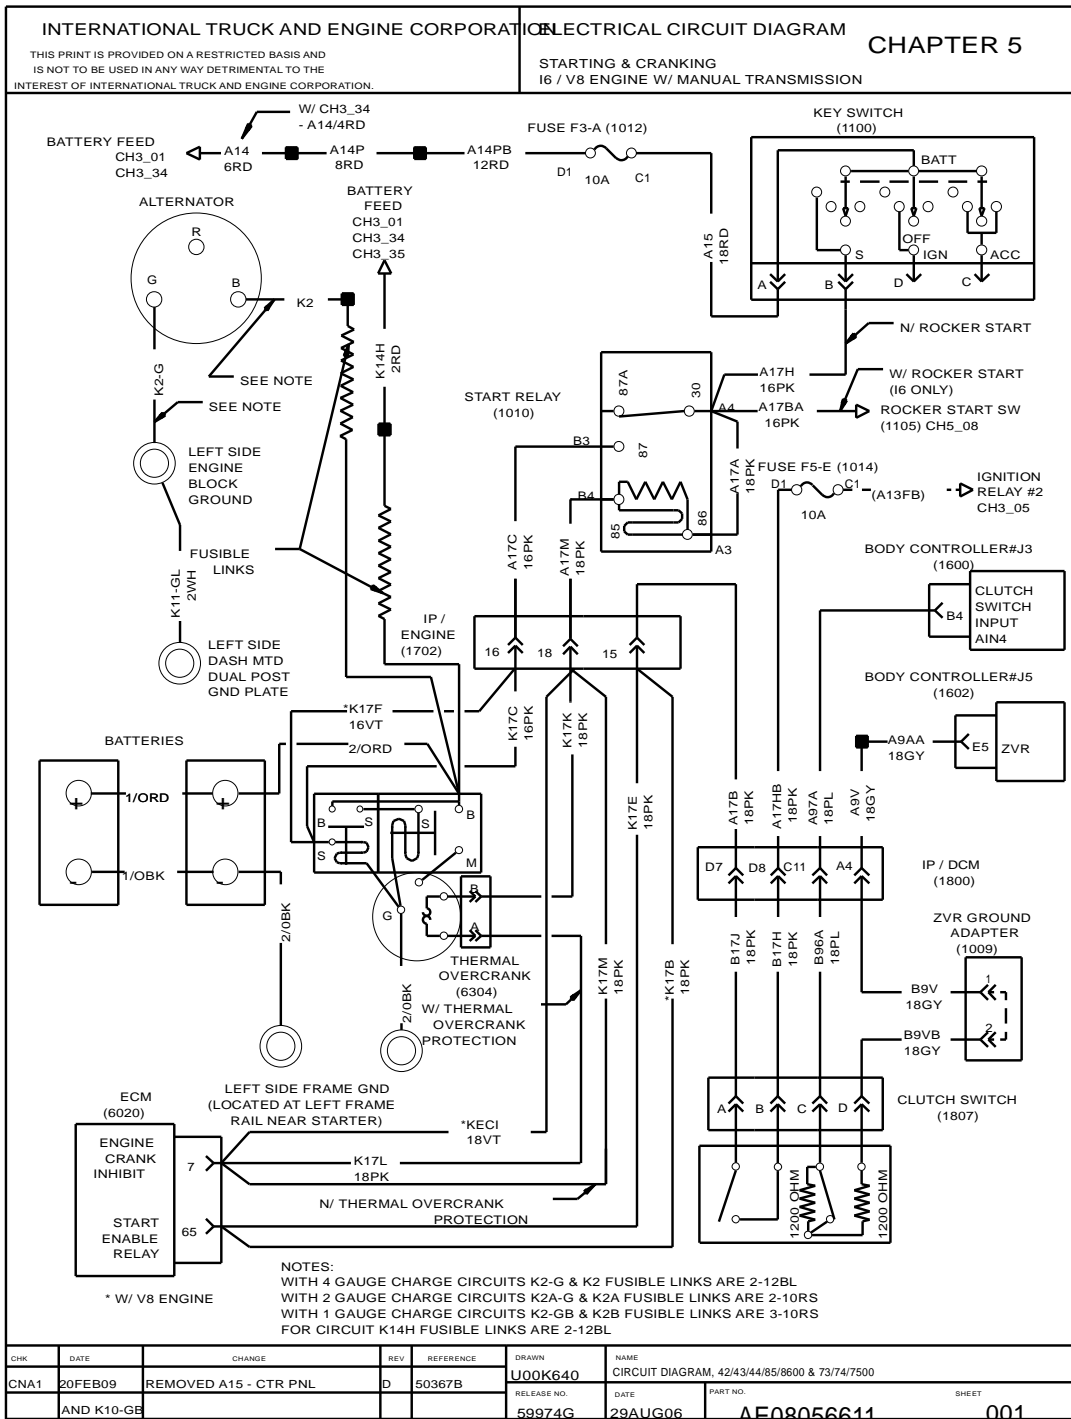 INTERNATIONAL TRUCK AND ENGINE CORPORATION
THIS PRINT IS PROVIDED ON A RESTRICTED BASIS AND
IS NOT TO BE USED IN ANY WAY DETRIMENTAL TO THE
INTEREST OF INTERNATIONAL TRUCK AND ENGINE CORPORATION.
ELECTRICAL CIRCUIT DIAGRAM
CHAPTER 5
STARTING & CRANKING
I6 / V8 ENGINE W/ MANUAL TRANSMISSION
W/ CH3_34
- A14/4RD
BATTERY FEED
CH3_01
CH3_34
A14
6RD
A14P
8RD
A14PB
12RD
FUSE F3-A (1012)
D1
10A
C1
KEY SWITCH
(1100)
BATT
OFF
S
IGN
ACC
A
B
D
C
A15
18RD
ALTERNATOR
R
G
B
K2
BATTERY
FEED
CH3_01
CH3_34
CH3_35
K14H
2RD
K2-G
SEE NOTE
SEE NOTE
LEFT SIDE
ENGINE
BLOCK
GROUND
FUSIBLE
LINKS
K11-GL
2WH
LEFT SIDE
DASH MTD
DUAL POST
GND PLATE
START RELAY
(1010)
87A
30
A4
B3
87
B4
85
86
A3
A17H
16PK
A17BA
16PK
A17A
18PK
N/ ROCKER START
W/ ROCKER START
(I6 ONLY)
ROCKER START SW
(1105) CH5_08
FUSE F5-E (1014)
D1
C1
10A
(A13FB)
IGNITION
RELAY #2
CH3_05
A17C
16PK
A17M
18PK
BODY CONTROLLER#J3
(1600)
B4
CLUTCH
SWITCH
INPUT
AIN4
IP /
ENGINE
(1702)
16
18
15
BODY CONTROLLER#J5
(1602)
E5
ZVR
A9AA
18GY
*K17F
16VT
2/ORD
K17C
16PK
K17K
18PK
K17E
18PK
A17B
18PK
A17HB
18PK
A97A
18PL
A9V
18GY
BATTERIES
+
1/ORD
+
-
1/OBK
-
2/0BK
B
S
S
B
S
M
G
B
A
2/0BK
THERMAL
OVERCRANK
(6304)
W/ THERMAL
OVERCRANK
PROTECTION
K17M
18PK
*K17B
18PK
D7
D8
C11
A4
IP / DCM
(1800)
B17J
18PK
B17H
18PK
B96A
18PL
ZVR GROUND
ADAPTER
(1009)
1
2
B9V
18GY
B9VB
18GY
A
B
C
D
CLUTCH SWITCH
(1807)
1200 OHM
1200 OHM
LEFT SIDE FRAME GND
(LOCATED AT LEFT FRAME
RAIL NEAR STARTER)
ECM
(6020)
ENGINE
CRANK
INHIBIT
7
START
ENABLE
RELAY
65
*KECI
18VT
K17L
18PK
N/ THERMAL OVERCRANK
PROTECTION
* W/ V8 ENGINE
NOTES:
WITH 4 GAUGE CHARGE CIRCUITS K2-G & K2 FUSIBLE LINKS ARE 2-12BL
WITH 2 GAUGE CHARGE CIRCUITS K2A-G & K2A FUSIBLE LINKS ARE 2-10RS
WITH 1 GAUGE CHARGE CIRCUITS K2-GB & K2B FUSIBLE LINKS ARE 3-10RS
FOR CIRCUIT K14H FUSIBLE LINKS ARE 2-12BL
CHK DATE CHANGE REV REFERENCE
CNA1 20FEB09 REMOVED A15 - CTR PNL D 50367B
AND K10-GB
DRAWN
U00K640
NAME
CIRCUIT DIAGRAM, 42/43/44/85/8600 & 73/74/7500
RELEASE NO.
59974G
DATE
29AUG06
PART NO.
AE08056611
SHEET
001